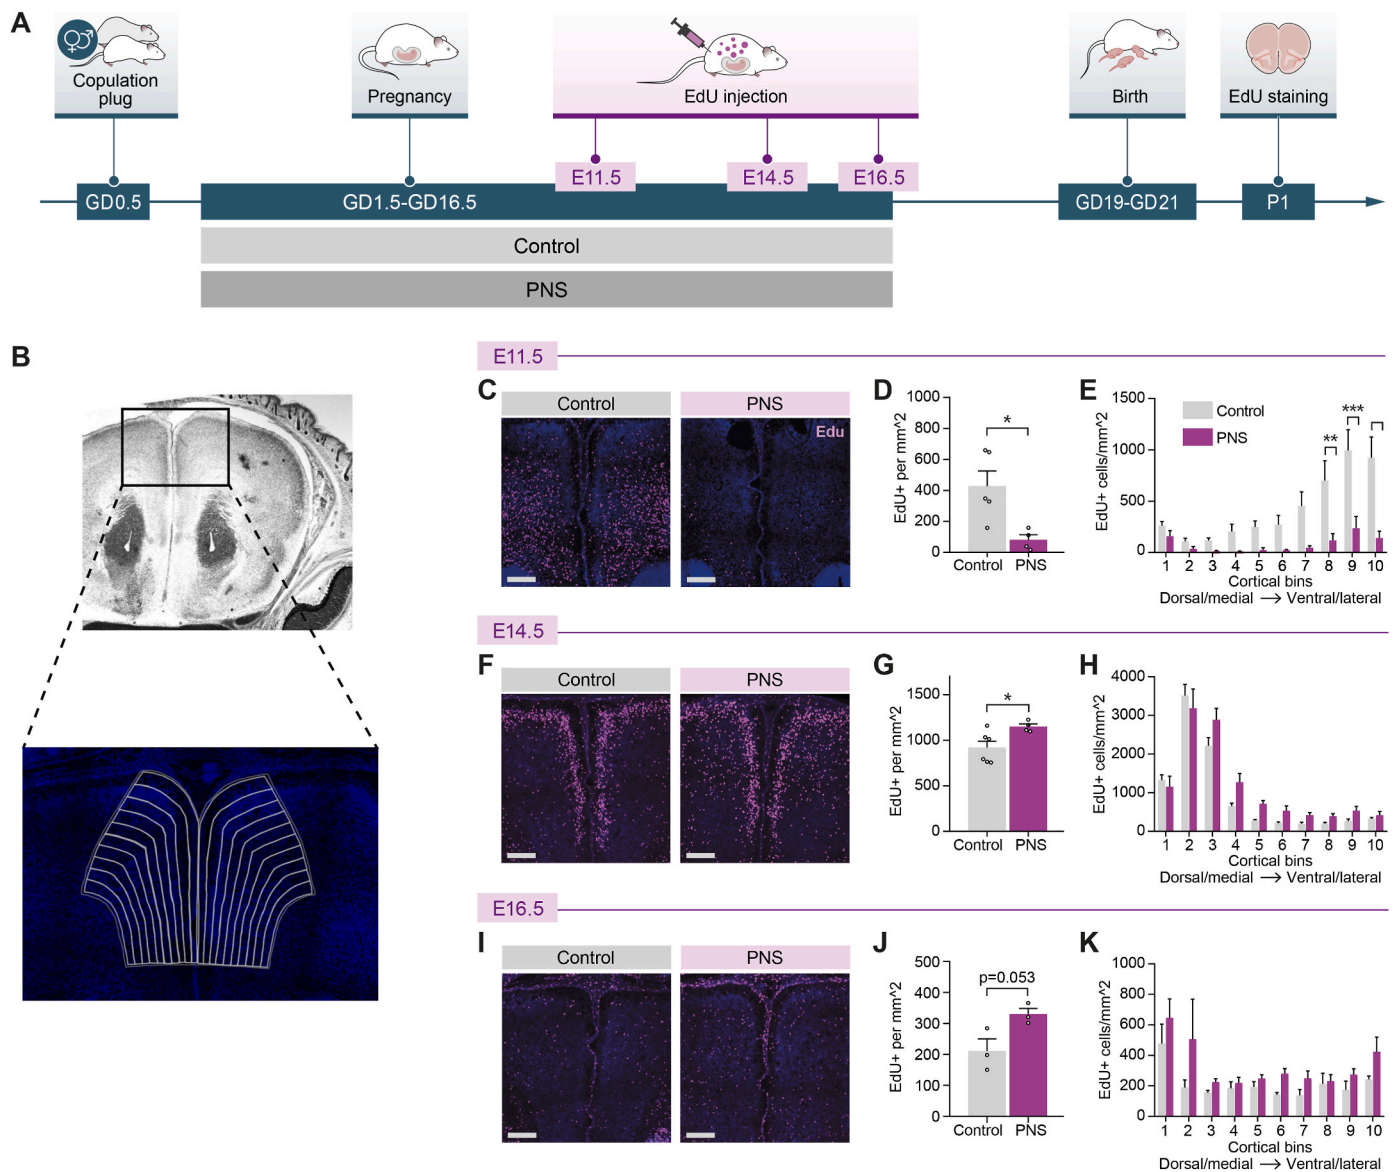 A
Copulation
plug
Pregnancy
EdU injection
Birth
EdU staining
E11.5
E14.5
E16.5
GD0.5
GD1.5-GD16.5
GD19-GD21
P1
Control
PNS
B
E11.5
C
Control
PNS
Edu
D
EdU+ per mm^2
1000
800
600
400
200
0
*
Control
PNS
E
EdU+ cells/mm^2
1500
1000
500
0
Control
PNS
**
***
1 2 3 4 5 6 7 8 9 10
Cortical bins
Dorsal/medial → Ventral/lateral
E14.5
F
Control
PNS
G
EdU+ per mm^2
1500
1000
500
0
*
Control
PNS
H
EdU+ cells/mm^2
4000
3000
2000
1000
0
1 2 3 4 5 6 7 8 9 10
Cortical bins
Dorsal/medial → Ventral/lateral
E16.5
I
Control
PNS
J
EdU+ per mm^2
500
400
300
200
100
0
p=0.053
Control
PNS
K
EdU+ cells/mm^2
1000
800
600
400
200
0
1 2 3 4 5 6 7 8 9 10
Cortical bins
Dorsal/medial → Ventral/lateral